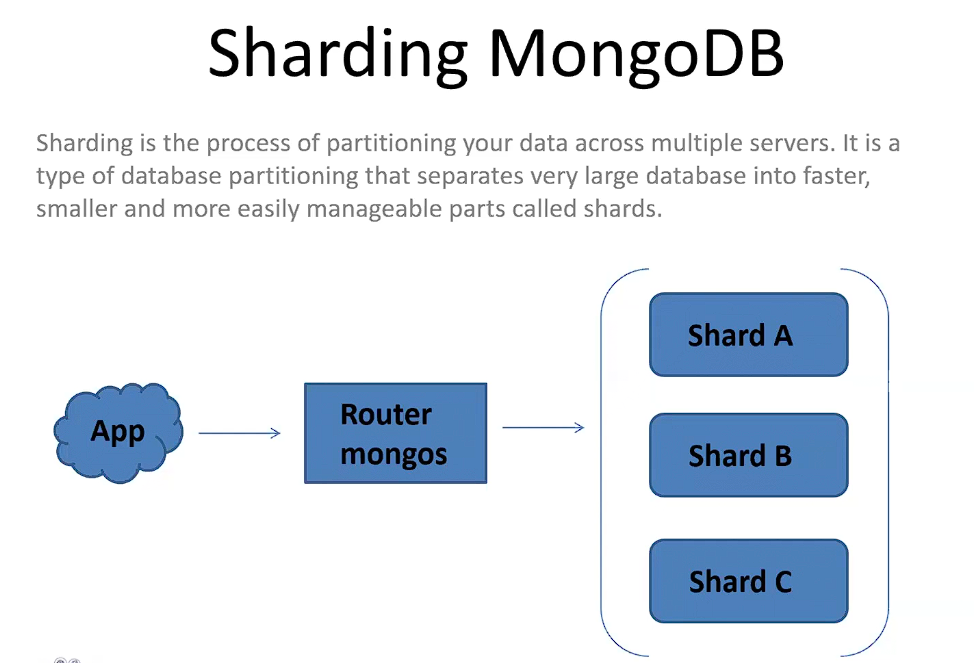 Sharding MongoDB
Sharding is the process of partitioning your data across multiple servers. It is a
type of database partitioning that separates very large database into faster,
smaller and more easily manageable parts called shards.
App
Router
mongos
Shard A
Shard B
Shard C